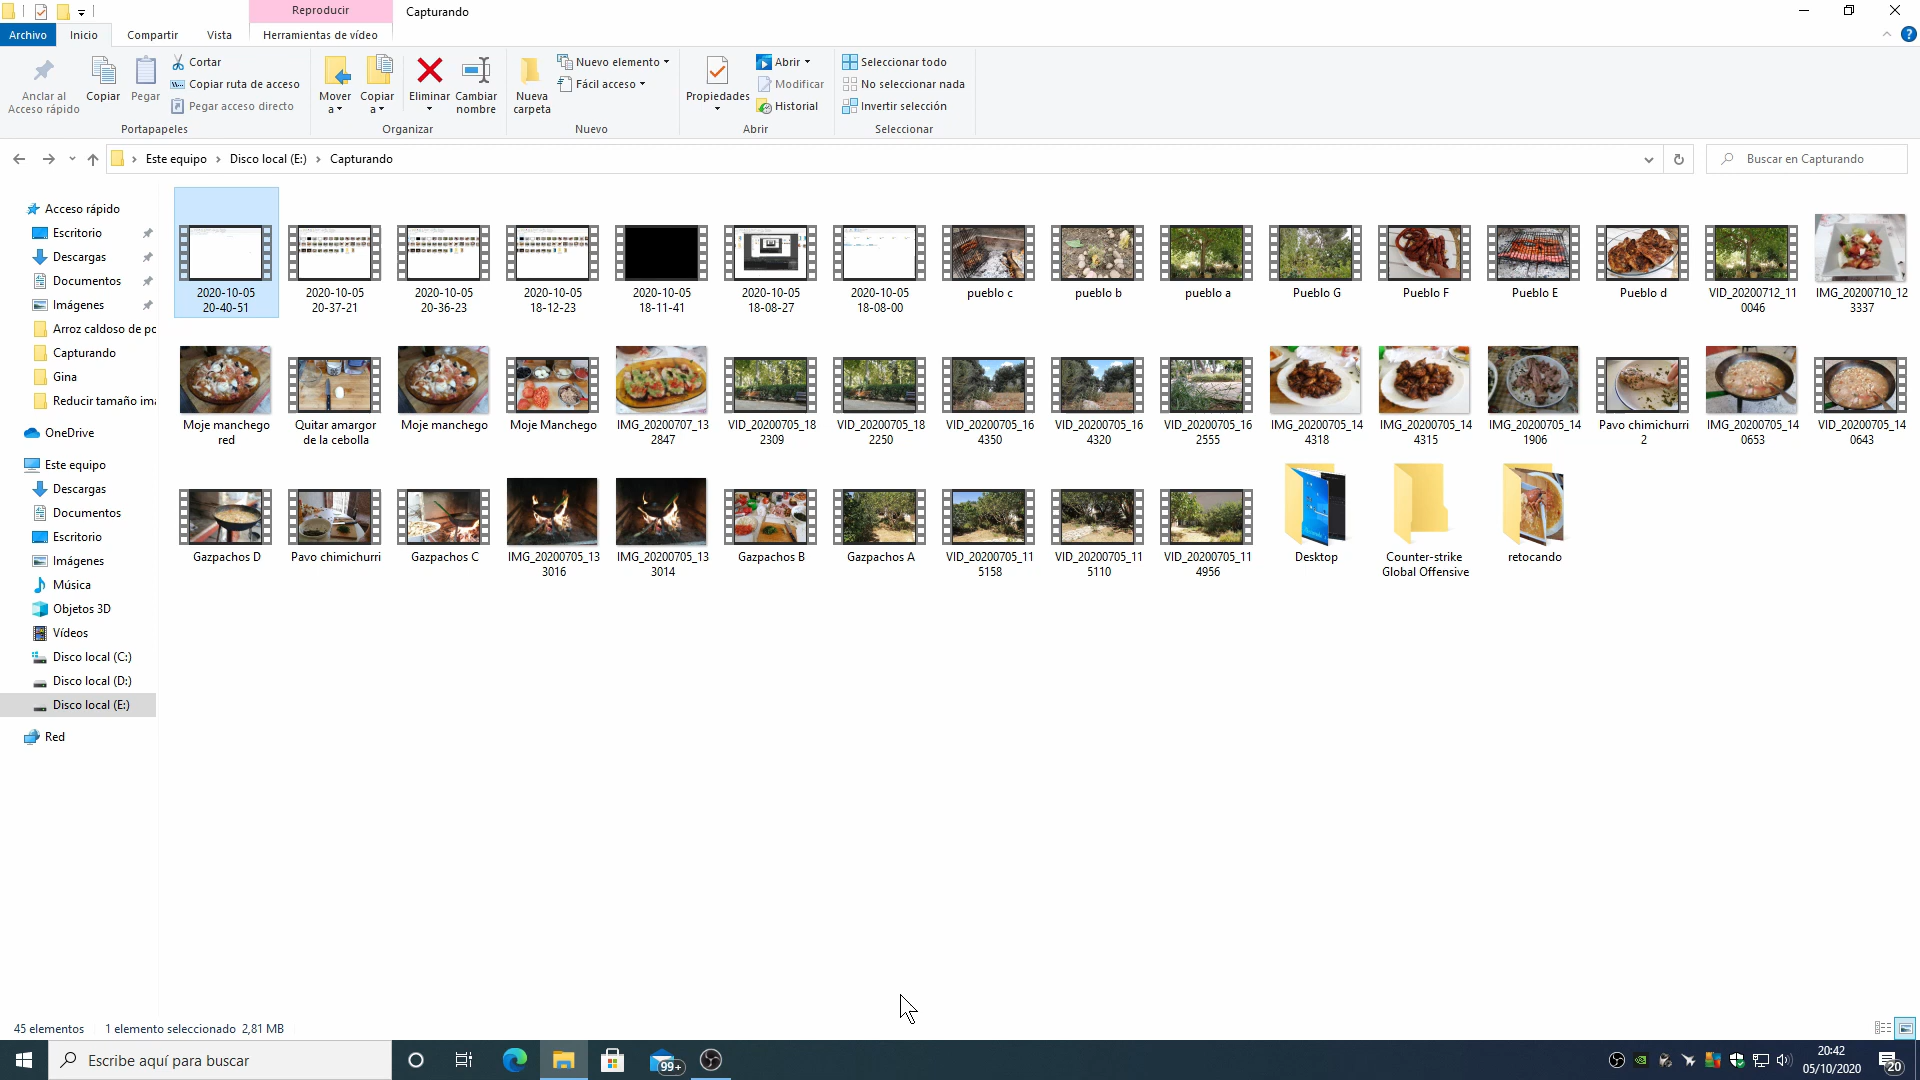 Reproducir
Capturando
Archivo
Inicio
Compartir
Vista
Herramientas de vídeo
Anclar al
Acceso rápido
Copiar
Pegar
Cortar
Copiar ruta de acceso
Pegar acceso directo
Portapapeles
Mover
a
Copiar
a
Eliminar
Cambiar
nombre
Organizar
Nueva
carpeta
Nuevo elemento
Fácil acceso
Nuevo
Propiedades
Abrir
Modificar
Historial
Abrir
Seleccionar todo
No seleccionar nada
Invertir selección
Seleccionar
Este equipo › Disco local (E:) › Capturando
Buscar en Capturando
Acceso rápido
Escritorio
Descargas
Documentos
Imágenes
Arroz caldoso de po
Capturando
Gina
Reducir tamaño ima
OneDrive
Este equipo
Descargas
Documentos
Escritorio
Imágenes
Música
Objetos 3D
Vídeos
Disco local (C:)
Disco local (D:)
Disco local (E:)
Red
2020-10-05
20-40-51
2020-10-05
20-37-21
2020-10-05
20-36-23
2020-10-05
18-12-23
2020-10-05
18-11-41
2020-10-05
18-08-27
2020-10-05
18-08-00
pueblo c
pueblo b
pueblo a
Pueblo G
Pueblo F
Pueblo E
Pueblo d
VID_20200712_11
0046
IMG_20200710_12
3337
Moje manchego
red
Quitar amargor
de la cebolla
Moje manchego
Moje Manchego
IMG_20200707_13
2847
VID_20200705_18
2309
VID_20200705_18
2250
VID_20200705_16
4350
VID_20200705_16
4320
VID_20200705_16
2555
IMG_20200705_14
4318
IMG_20200705_14
4315
IMG_20200705_14
1906
Pavo chimichurri
2
IMG_20200705_14
0653
VID_20200705_14
0643
Gazpachos D
Pavo chimichurri
Gazpachos C
IMG_20200705_13
3016
IMG_20200705_13
3014
Gazpachos B
Gazpachos A
VID_20200705_11
5158
VID_20200705_11
5110
VID_20200705_11
4956
Desktop
Counter-strike
Global Offensive
retocando
45 elementos
1 elemento seleccionado 2,81 MB
Escribe aquí para buscar
99+
20:42
05/10/2020
20